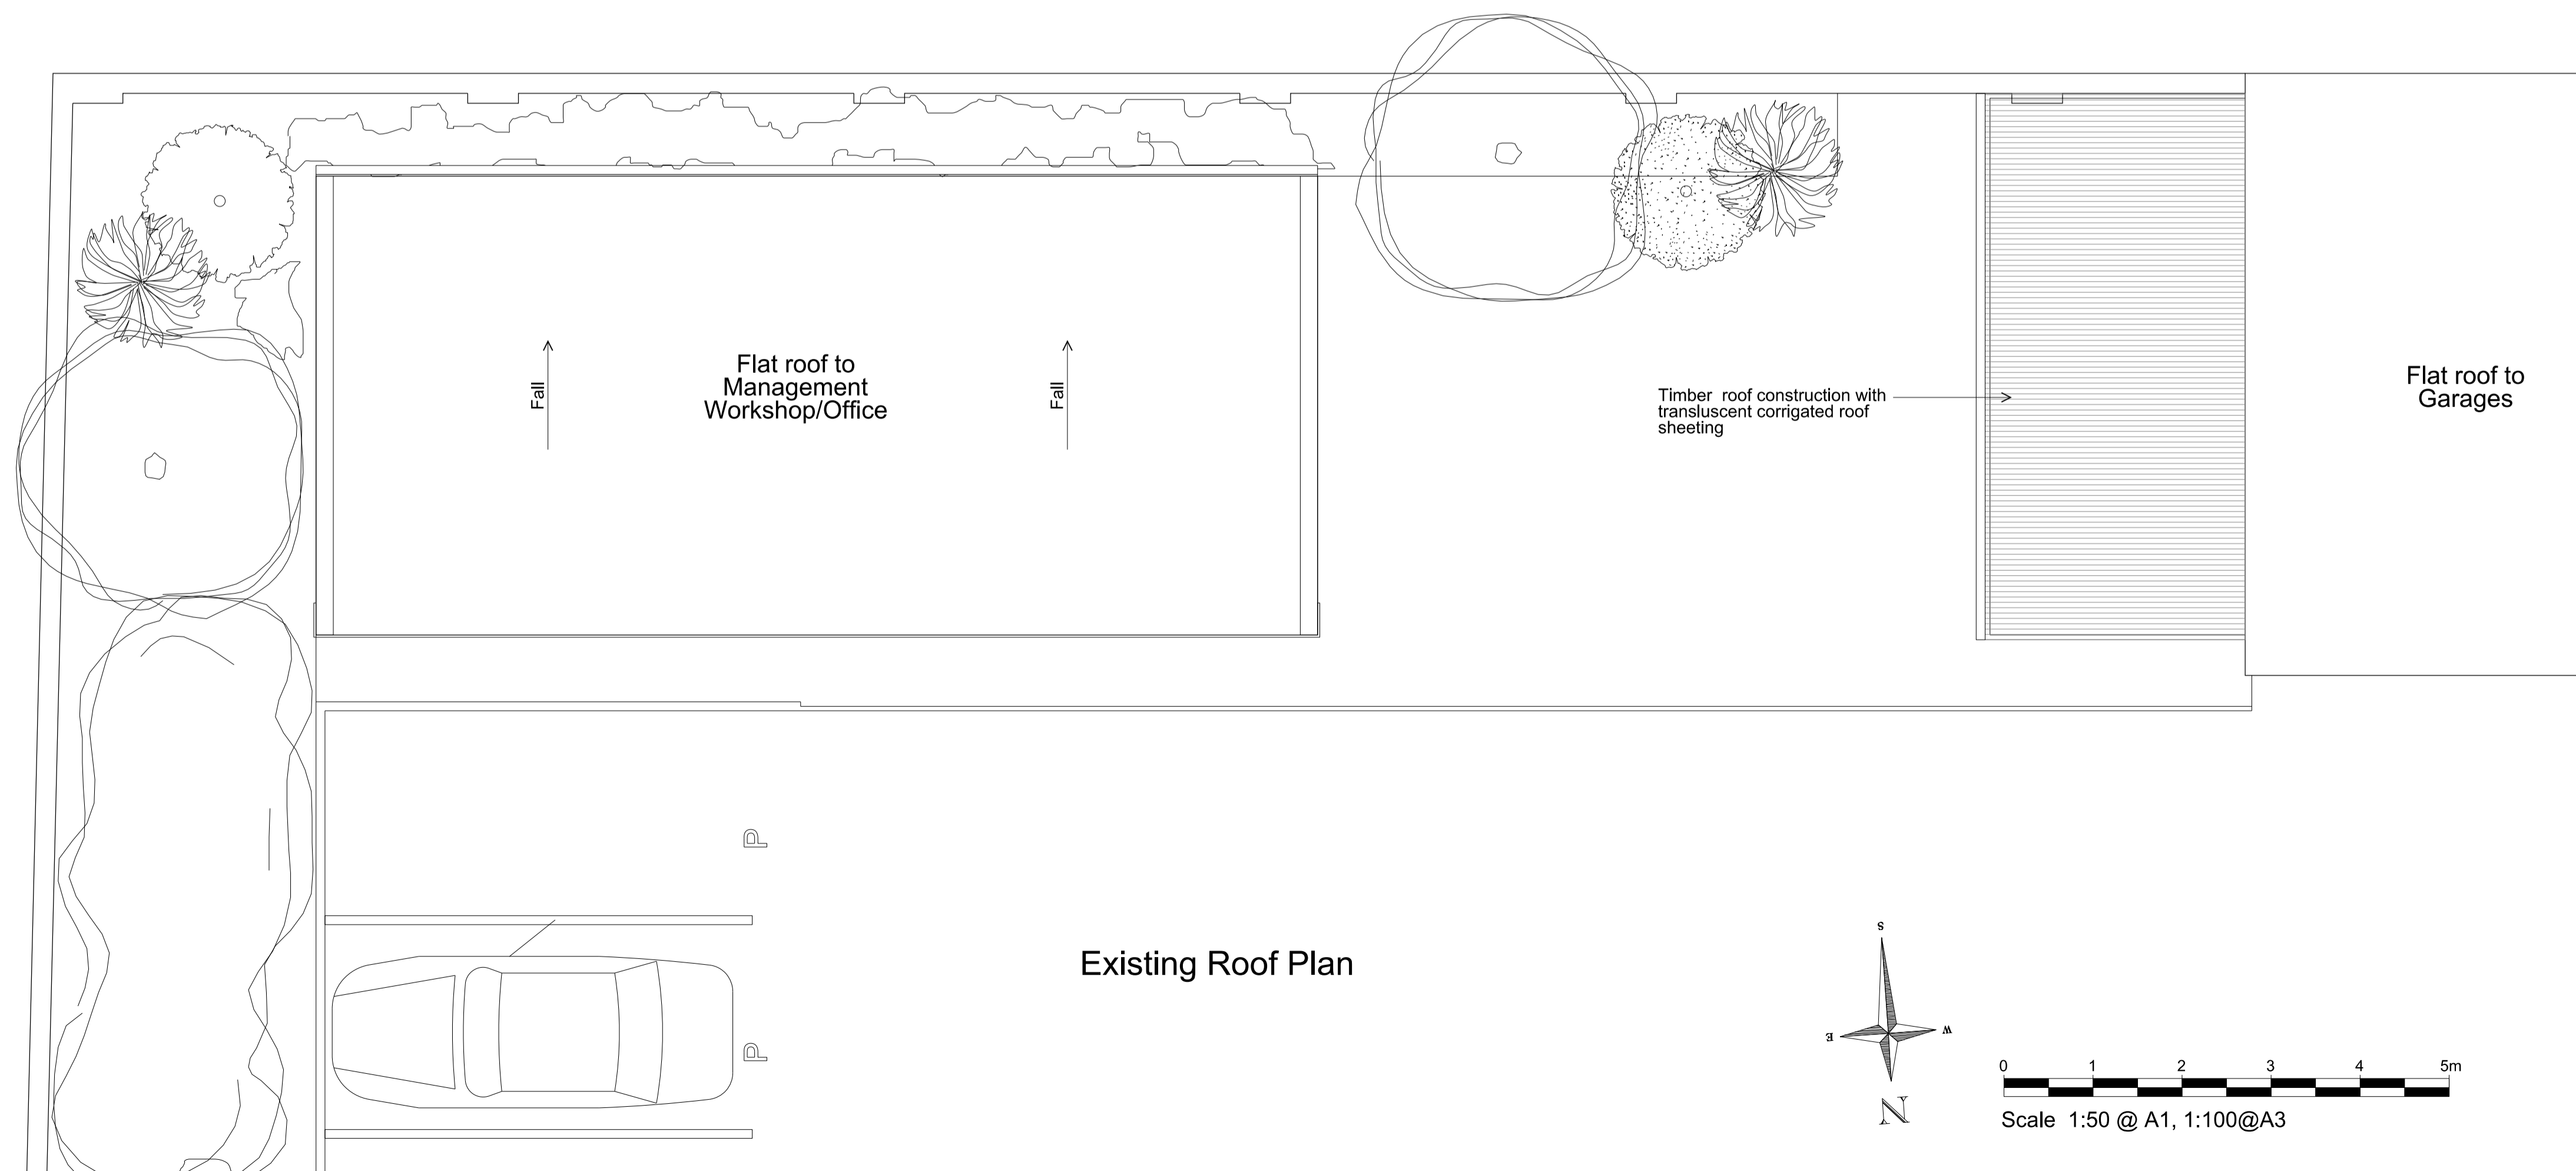 Flat roof to
Management
Workshop/Office
Fall
Fall
Timber roof construction with
transluscent corrigated roof
sheeting
Flat roof to
Garages
P
P
Existing Roof Plan
S
E
W
N
0 1 2 3 4 5m
Scale 1:50 @ A1, 1:100@A3